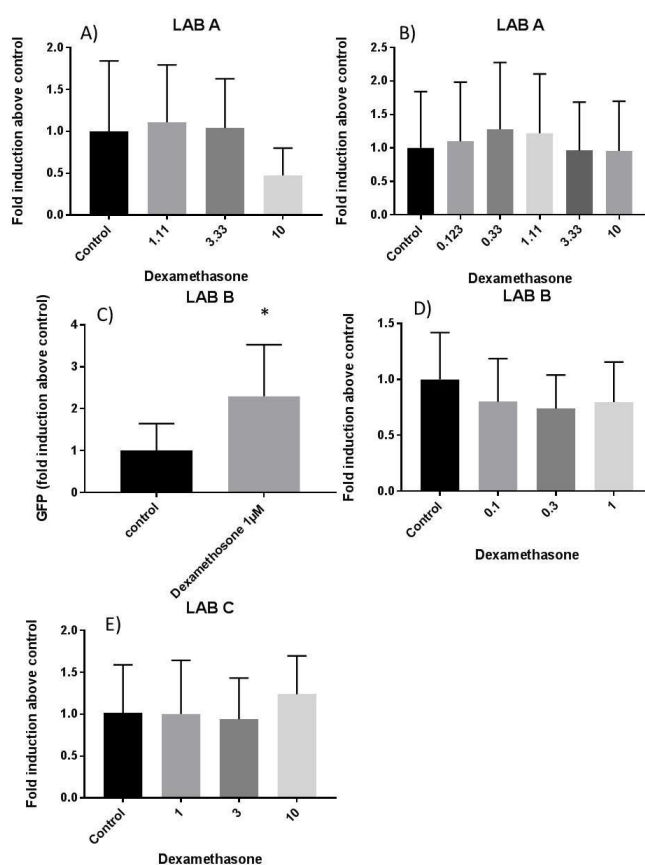 A)
LAB A
Fold induction above control
2.0
1.5
1.0
0.5
0.0
Control
1.11
3.33
10
Dexamethasone
B)
LAB A
Fold induction above control
2.5
2.0
1.5
1.0
0.5
0.0
Control
0.123
0.33
1.11
3.33
10
Dexamethasone
C)
LAB B
GFP (fold induction above control)
4
3
2
1
0
*
control
Dexamethosone 1µM
D)
LAB B
Fold induction above control
1.5
1.0
0.5
0.0
Control
0.1
0.3
1
Dexamethasone
E)
LAB C
Fold induction above control
2.0
1.5
1.0
0.5
0.0
Control
1
3
10
Dexamethasone